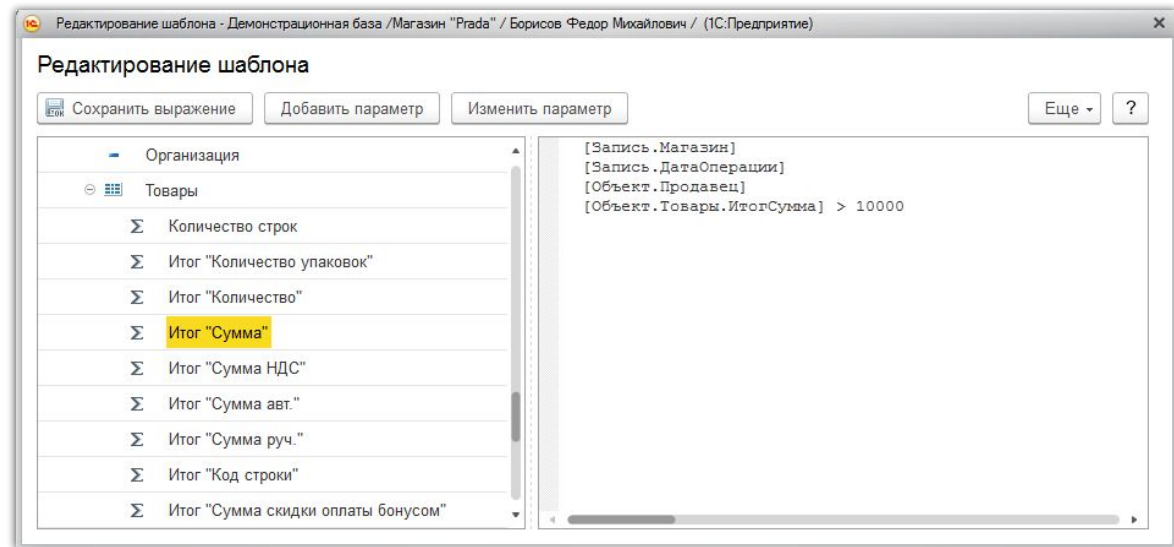 Редактирование шаблона - Демонстрационная база /Магазин "Prada" / Борисов Федор Михайлович / (1С:Предприятие)
Редактирование шаблона
Сохранить выражение
Добавить параметр
Изменить параметр
Еще
?
Организация
Товары
Количество строк
Итог "Количество упаковок"
Итог "Количество"
Итог "Сумма"
Итог "Сумма НДС"
Итог "Сумма авт."
Итог "Сумма руч."
Итог "Код строки"
Итог "Сумма скидки оплаты бонусом"
[Запись.Магазин]
[Запись.ДатаОперации]
[Объект.Продавец]
[Объект.Товары.ИтогСумма] > 10000